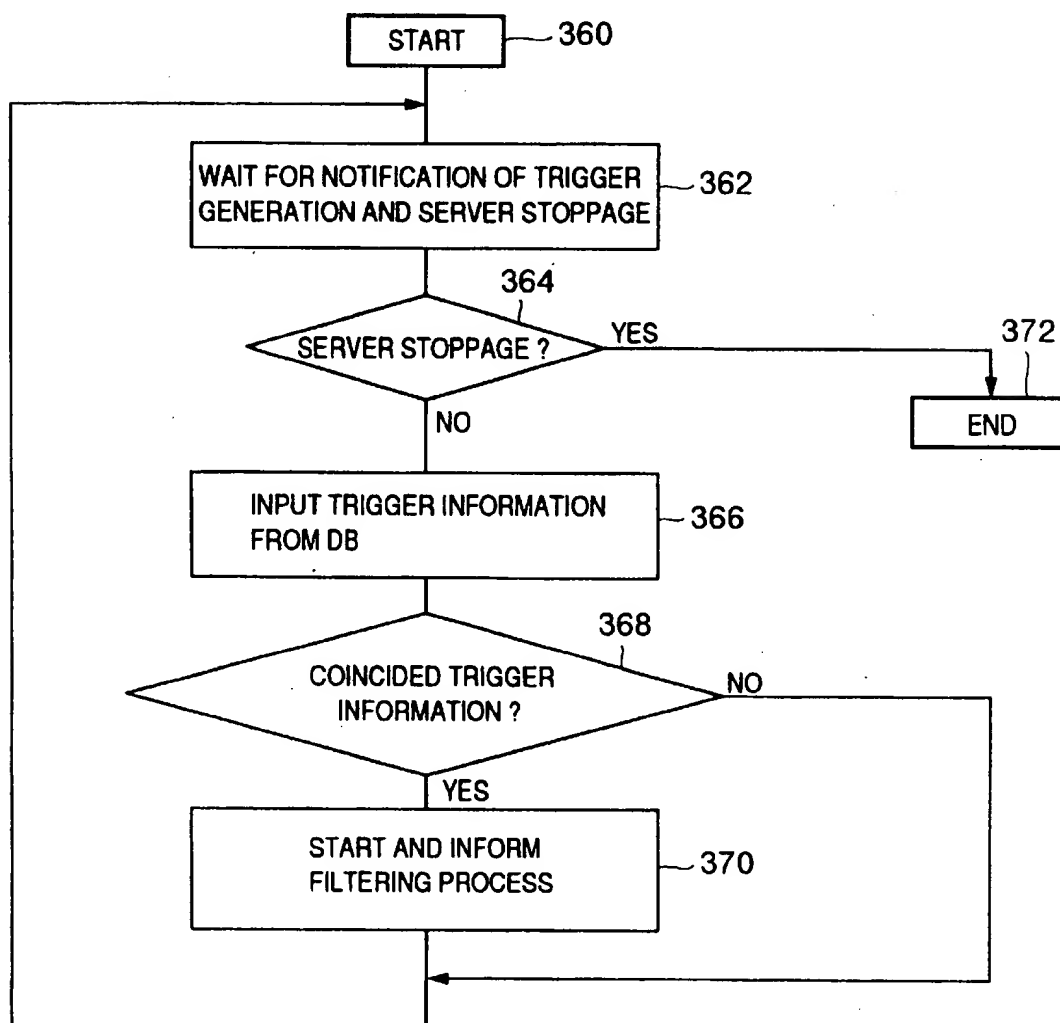 START
360
WAIT FOR NOTIFICATION OF TRIGGER
GENERATION AND SERVER STOPPAGE
362
364
SERVER STOPPAGE ?
YES
372
END
NO
INPUT TRIGGER INFORMATION
FROM DB
366
368
COINCIDED TRIGGER
INFORMATION ?
NO
YES
START AND INFORM
FILTERING PROCESS
370